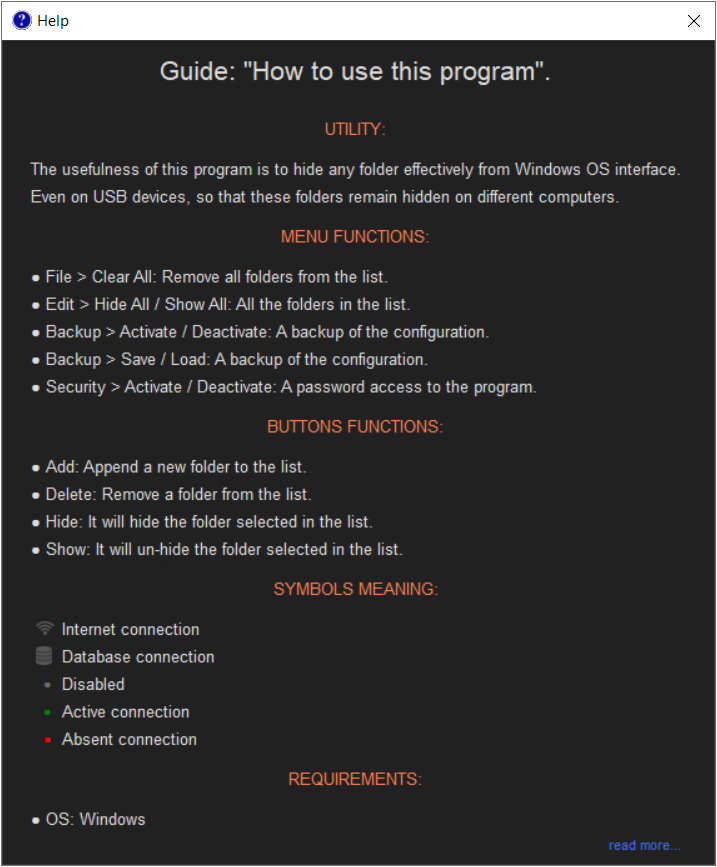 Help
Guide: "How to use this program".
UTILITY:
The usefulness of this program is to hide any folder effectively from Windows OS interface.
Even on USB devices, so that these folders remain hidden on different computers.
MENU FUNCTIONS:
● File > Clear All: Remove all folders from the list.
● Edit > Hide All / Show All: All the folders in the list.
● Backup > Activate / Deactivate: A backup of the configuration.
● Backup > Save / Load: A backup of the configuration.
● Security > Activate / Deactivate: A password access to the program.
BUTTONS FUNCTIONS:
● Add: Append a new folder to the list.
● Delete: Remove a folder from the list.
● Hide: It will hide the folder selected in the list.
● Show: It will un-hide the folder selected in the list.
SYMBOLS MEANING:
Internet connection
Database connection
Disabled
Active connection
Absent connection
REQUIREMENTS:
● OS: Windows
read more...